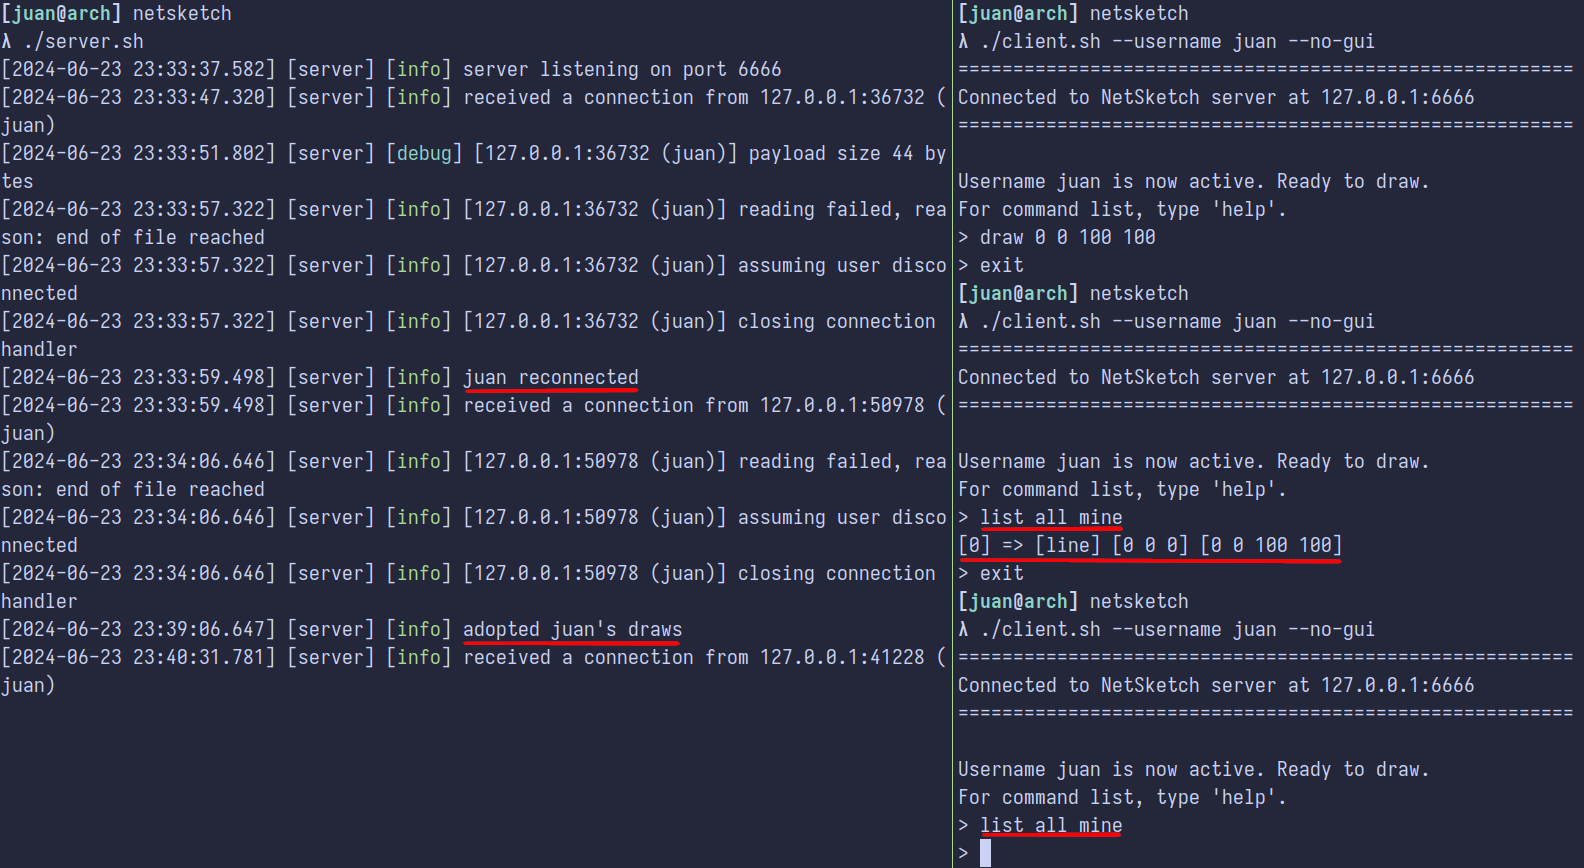 [juan@arch] netsketch
λ ./server.sh
[2024-06-23 23:33:37.582] [server] [info] server listening on port 6666
[2024-06-23 23:33:47.320] [server] [info] received a connection from 127.0.0.1:36732 (
juan)
[2024-06-23 23:33:51.802] [server] [debug] [127.0.0.1:36732 (juan)] payload size 44 by
tes
[2024-06-23 23:33:57.322] [server] [info] [127.0.0.1:36732 (juan)] reading failed, rea
son: end of file reached
[2024-06-23 23:33:57.322] [server] [info] [127.0.0.1:36732 (juan)] assuming user disco
nnected
[2024-06-23 23:33:57.322] [server] [info] [127.0.0.1:36732 (juan)] closing connection
handler
[2024-06-23 23:33:59.498] [server] [info] juan reconnected
[2024-06-23 23:33:59.498] [server] [info] received a connection from 127.0.0.1:50978 (
juan)
[2024-06-23 23:34:06.646] [server] [info] [127.0.0.1:50978 (juan)] reading failed, rea
son: end of file reached
[2024-06-23 23:34:06.646] [server] [info] [127.0.0.1:50978 (juan)] assuming user disco
nnected
[2024-06-23 23:34:06.646] [server] [info] [127.0.0.1:50978 (juan)] closing connection
handler
[2024-06-23 23:39:06.647] [server] [info] adopted juan's draws
[2024-06-23 23:40:31.781] [server] [info] received a connection from 127.0.0.1:41228 (
juan)
[juan@arch] netsketch
λ ./client.sh --username juan --no-gui
========================================================
Connected to NetSketch server at 127.0.0.1:6666
========================================================
Username juan is now active. Ready to draw.
For command list, type 'help'.
> draw 0 0 100 100
> exit
[juan@arch] netsketch
λ ./client.sh --username juan --no-gui
========================================================
Connected to NetSketch server at 127.0.0.1:6666
========================================================
Username juan is now active. Ready to draw.
For command list, type 'help'.
> list all mine
[0] => [line] [0 0 0] [0 0 100 100]
> exit
[juan@arch] netsketch
λ ./client.sh --username juan --no-gui
========================================================
Connected to NetSketch server at 127.0.0.1:6666
========================================================
Username juan is now active. Ready to draw.
For command list, type 'help'.
> list all mine
>